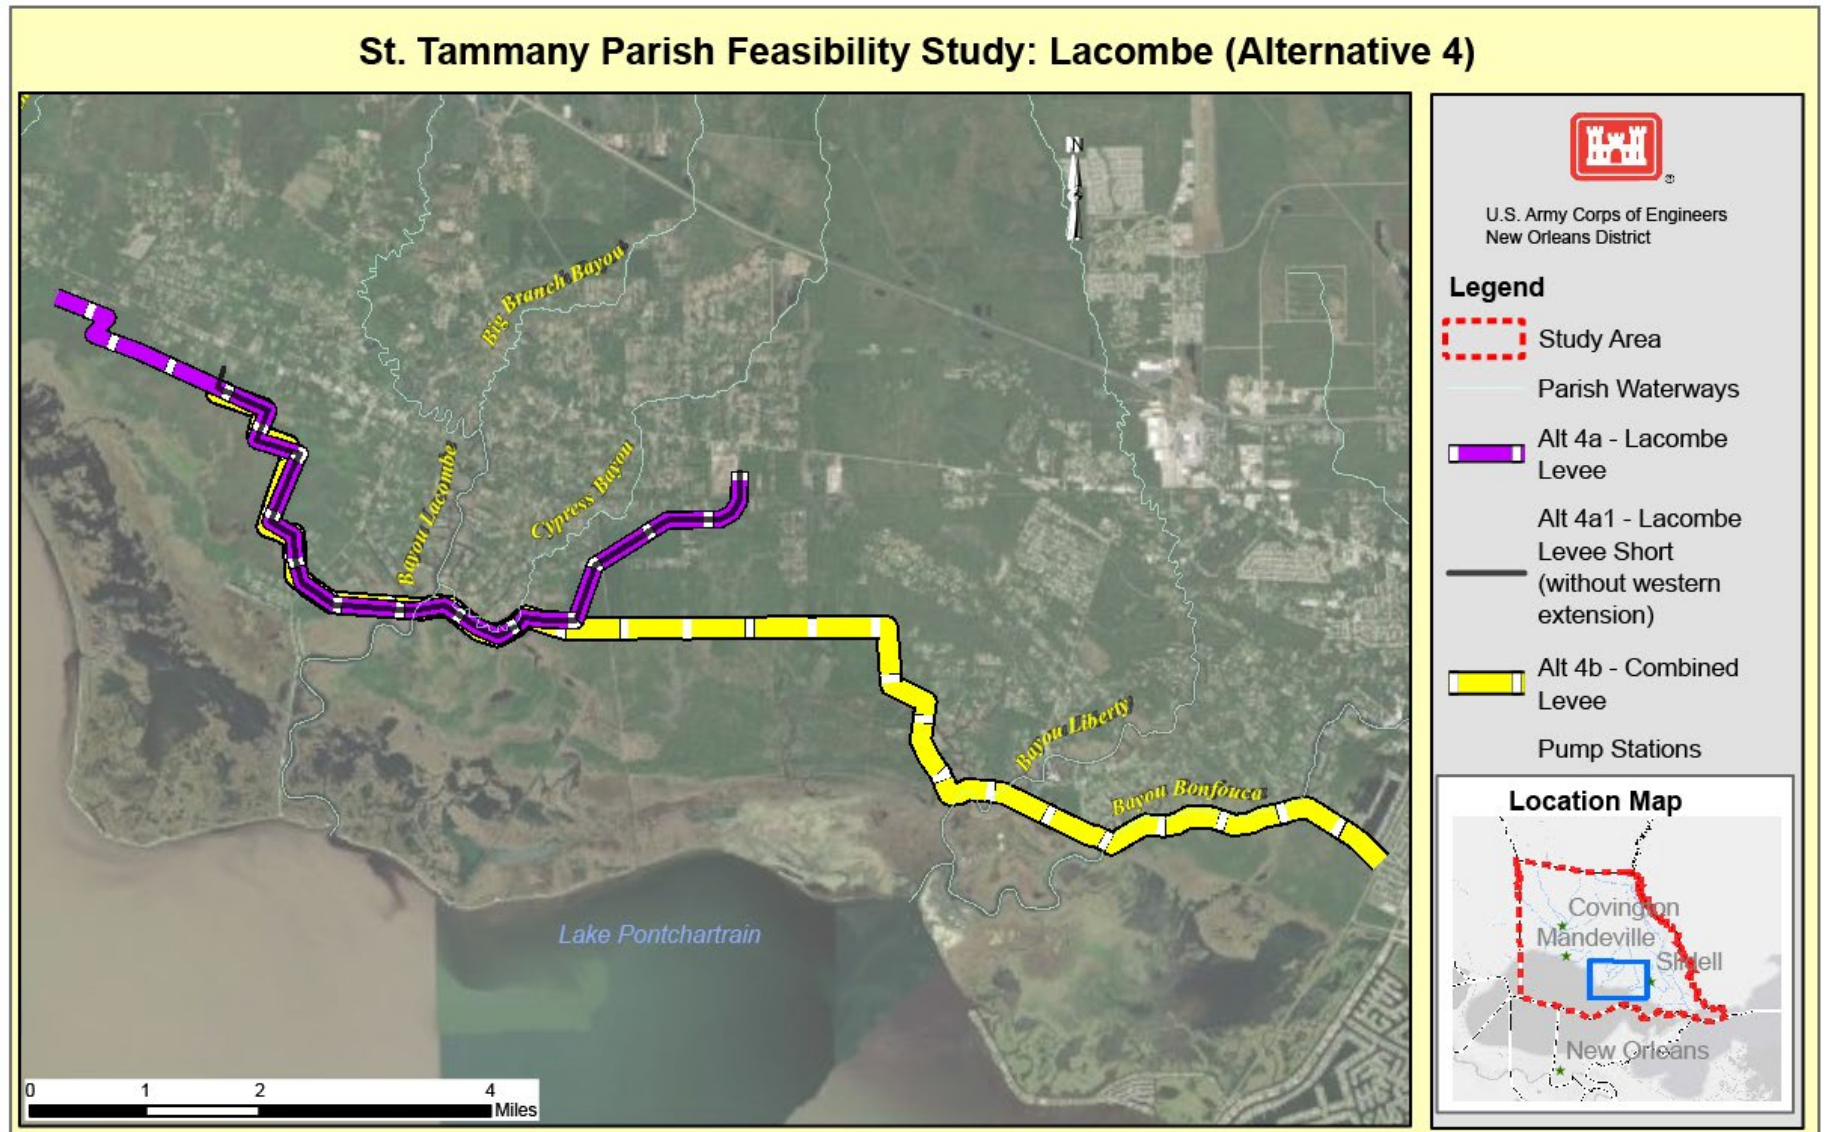 St. Tammany Parish Feasibility Study: Lacombe (Alternative 4)
N
Big Branch Bayou
Bayou Lacombe
Cypress Bayou
Bayou Liberty
Bayou Bonfouca
Lake Pontchartrain
0 1 2 4
Miles
®
U.S. Army Corps of Engineers
New Orleans District
Legend
Study Area
Parish Waterways
Alt 4a - Lacombe
Levee
Alt 4a1 - Lacombe
Levee Short
(without western
extension)
Alt 4b - Combined
Levee
Pump Stations
Location Map
Covington
Mandeville
Slidell
New Orleans